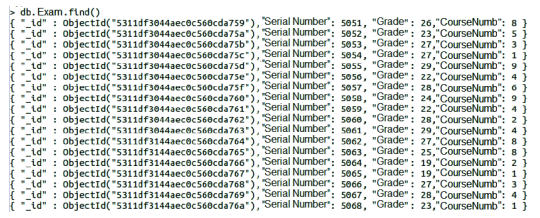 > db.Exam.find()
{ "_id" : ObjectId("5311df3044aec0c560cda759"),"Serial Number": 5051, "Grade": 26,"CourseNumb": 8 }
{ "_id" : ObjectId("5311df3044aec0c560cda75a"),"Serial Number": 5052, "Grade": 23,"CourseNumb": 5 }
{ "_id" : ObjectId("5311df3044aec0c560cda75b"),"Serial Number": 5053, "Grade": 27,"CourseNumb": 3 }
{ "_id" : ObjectId("5311df3044aec0c560cda75c"),"Serial Number": 5054, "Grade": 27,"CourseNumb": 1 }
{ "_id" : ObjectId("5311df3044aec0c560cda75d"),"Serial Number": 5055, "Grade": 29,"CourseNumb": 9 }
{ "_id" : ObjectId("5311df3044aec0c560cda75e"),"Serial Number": 5056, "Grade": 22,"CourseNumb": 4 }
{ "_id" : ObjectId("5311df3044aec0c560cda75f"),"Serial Number": 5057, "Grade": 28,"CourseNumb": 6 }
{ "_id" : ObjectId("5311df3044aec0c560cda760"),"Serial Number": 5058, "Grade": 24,"CourseNumb": 9 }
{ "_id" : ObjectId("5311df3044aec0c560cda761"),"Serial Number": 5059, "Grade": 22,"CourseNumb": 4 }
{ "_id" : ObjectId("5311df3044aec0c560cda762"),"Serial Number": 5060, "Grade": 28,"CourseNumb": 2 }
{ "_id" : ObjectId("5311df3044aec0c560cda763"),"Serial Number": 5061, "Grade": 29,"CourseNumb": 4 }
{ "_id" : ObjectId("5311df3144aec0c560cda764"),"Serial Number": 5062, "Grade": 27,"CourseNumb": 8 }
{ "_id" : ObjectId("5311df3144aec0c560cda765"),"Serial Number": 5063, "Grade": 25,"CourseNumb": 8 }
{ "_id" : ObjectId("5311df3144aec0c560cda766"),"Serial Number": 5064, "Grade": 19,"CourseNumb": 2 }
{ "_id" : ObjectId("5311df3144aec0c560cda767"),"Serial Number": 5065, "Grade": 19,"CourseNumb": 1 }
{ "_id" : ObjectId("5311df3144aec0c560cda768"),"Serial Number": 5066, "Grade": 27,"CourseNumb": 3 }
{ "_id" : ObjectId("5311df3144aec0c560cda769"),"Serial Number": 5067, "Grade": 28,"CourseNumb": 4 }
{ "_id" : ObjectId("5311df3144aec0c560cda76a"),"Serial Number": 5068, "Grade": 23,"CourseNumb": 1 }